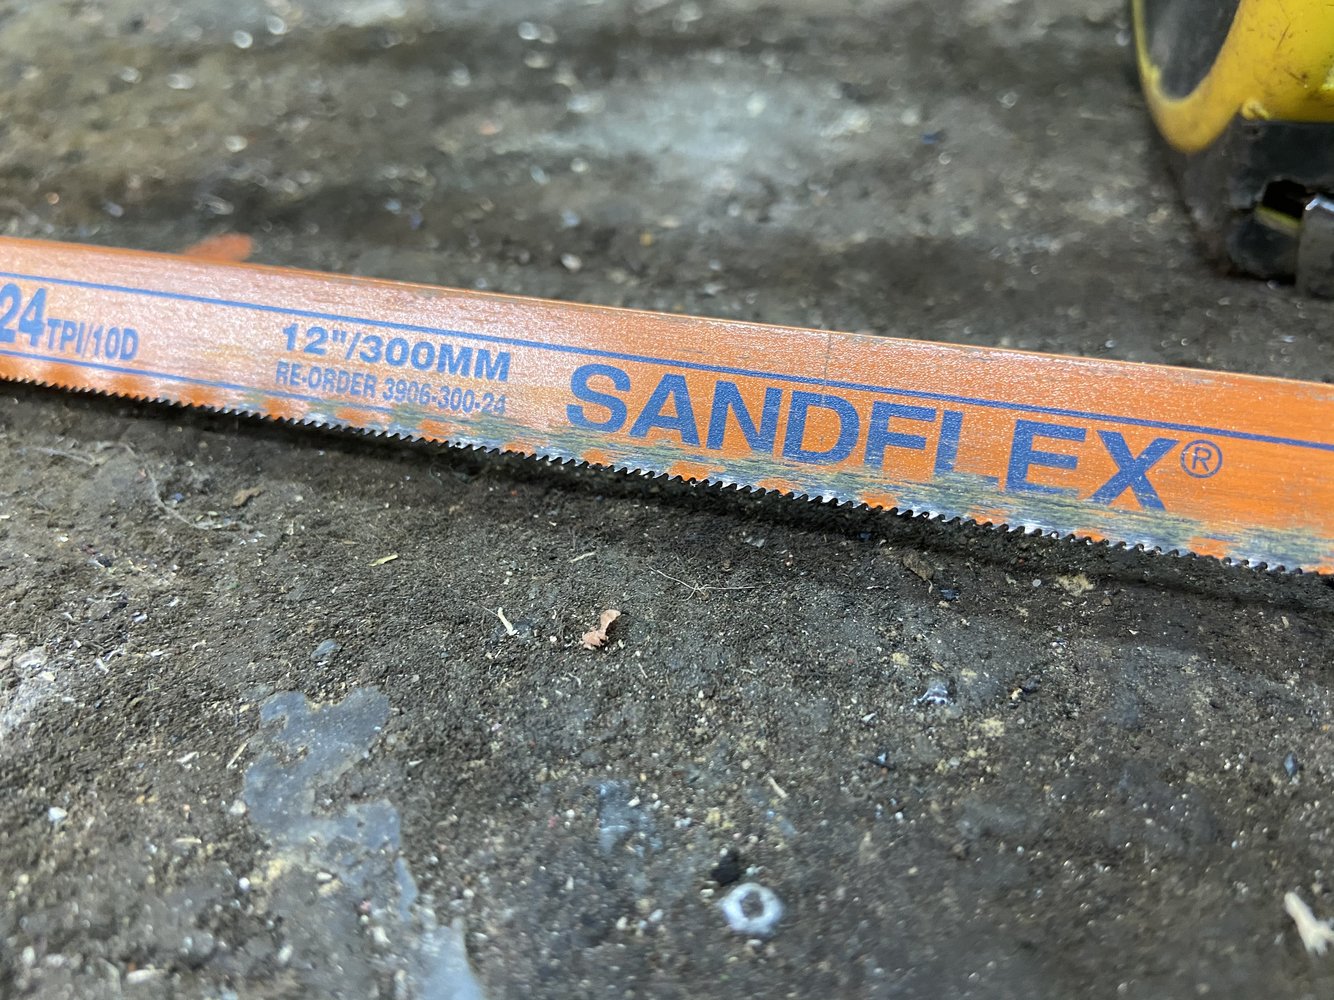 24TPI/10D
12"/300MM
RE-ORDER 3906-300-24
SANDFLEX®